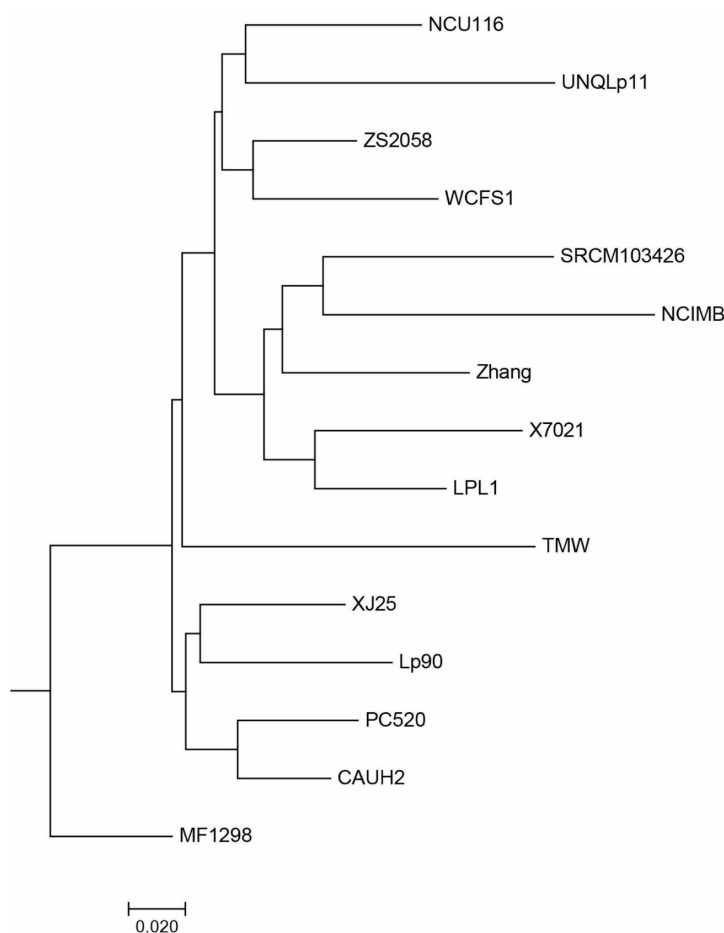 NCU116
UNQLp11
ZS2058
WCFS1
SRCM103426
NCIMB
Zhang
X7021
LPL1
TMW
XJ25
Lp90
PC520
CAUH2
MF1298
0.020